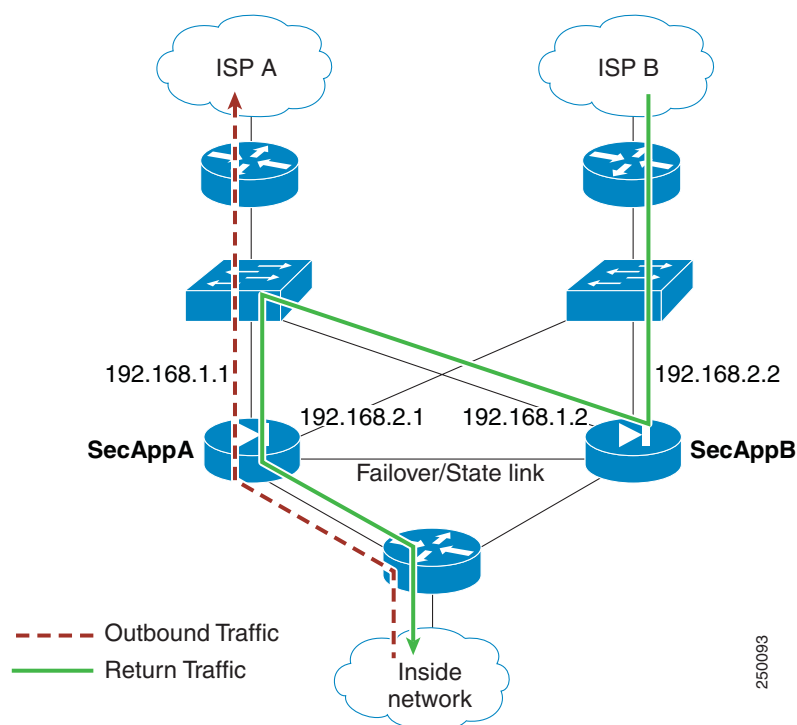 ISP A
ISP B
192.168.1.1
192.168.2.2
192.168.2.1
192.168.1.2
SecAppA
SecAppB
Failover/State link
Outbound Traffic
Return Traffic
Inside
network
250093